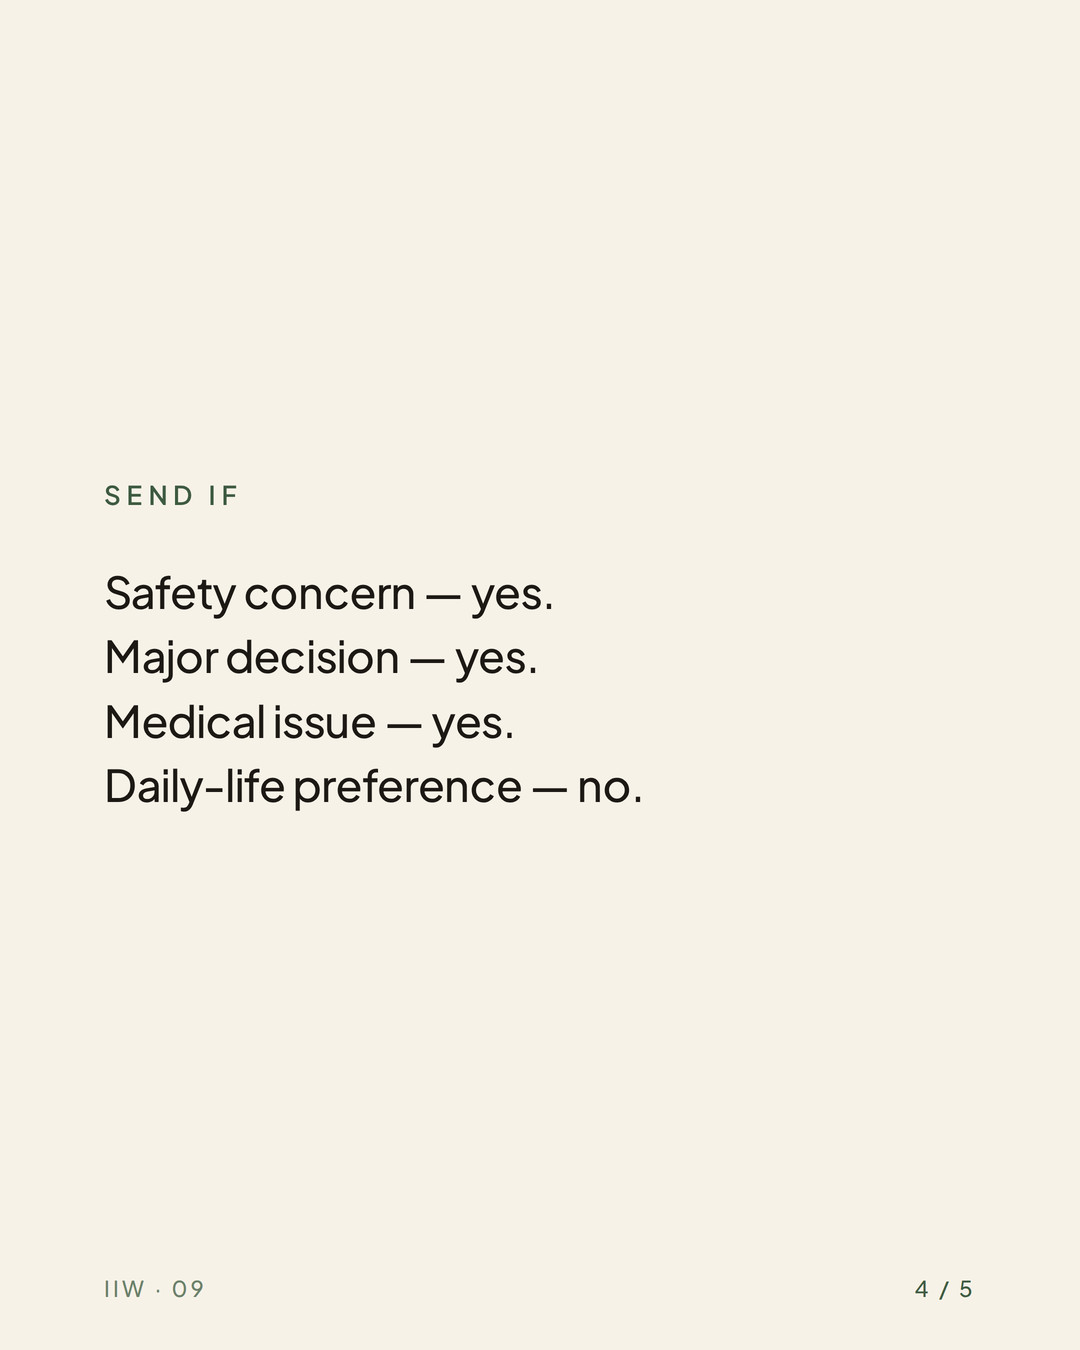 SEND IF
Safety concern — yes.
Major decision — yes.
Medical issue — yes.
Daily-life preference — no.
IIW · 09
4 / 5